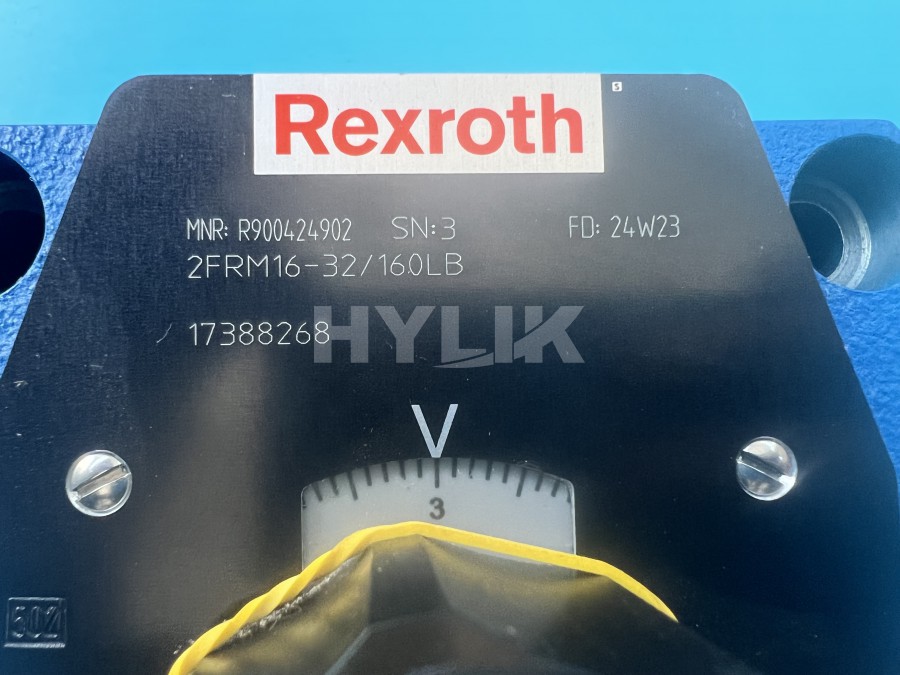 Rexroth
MNR: R900424902 SN:3 FD: 24W23
2FRM16-32/160LB
17388268
HYLIK
V
3